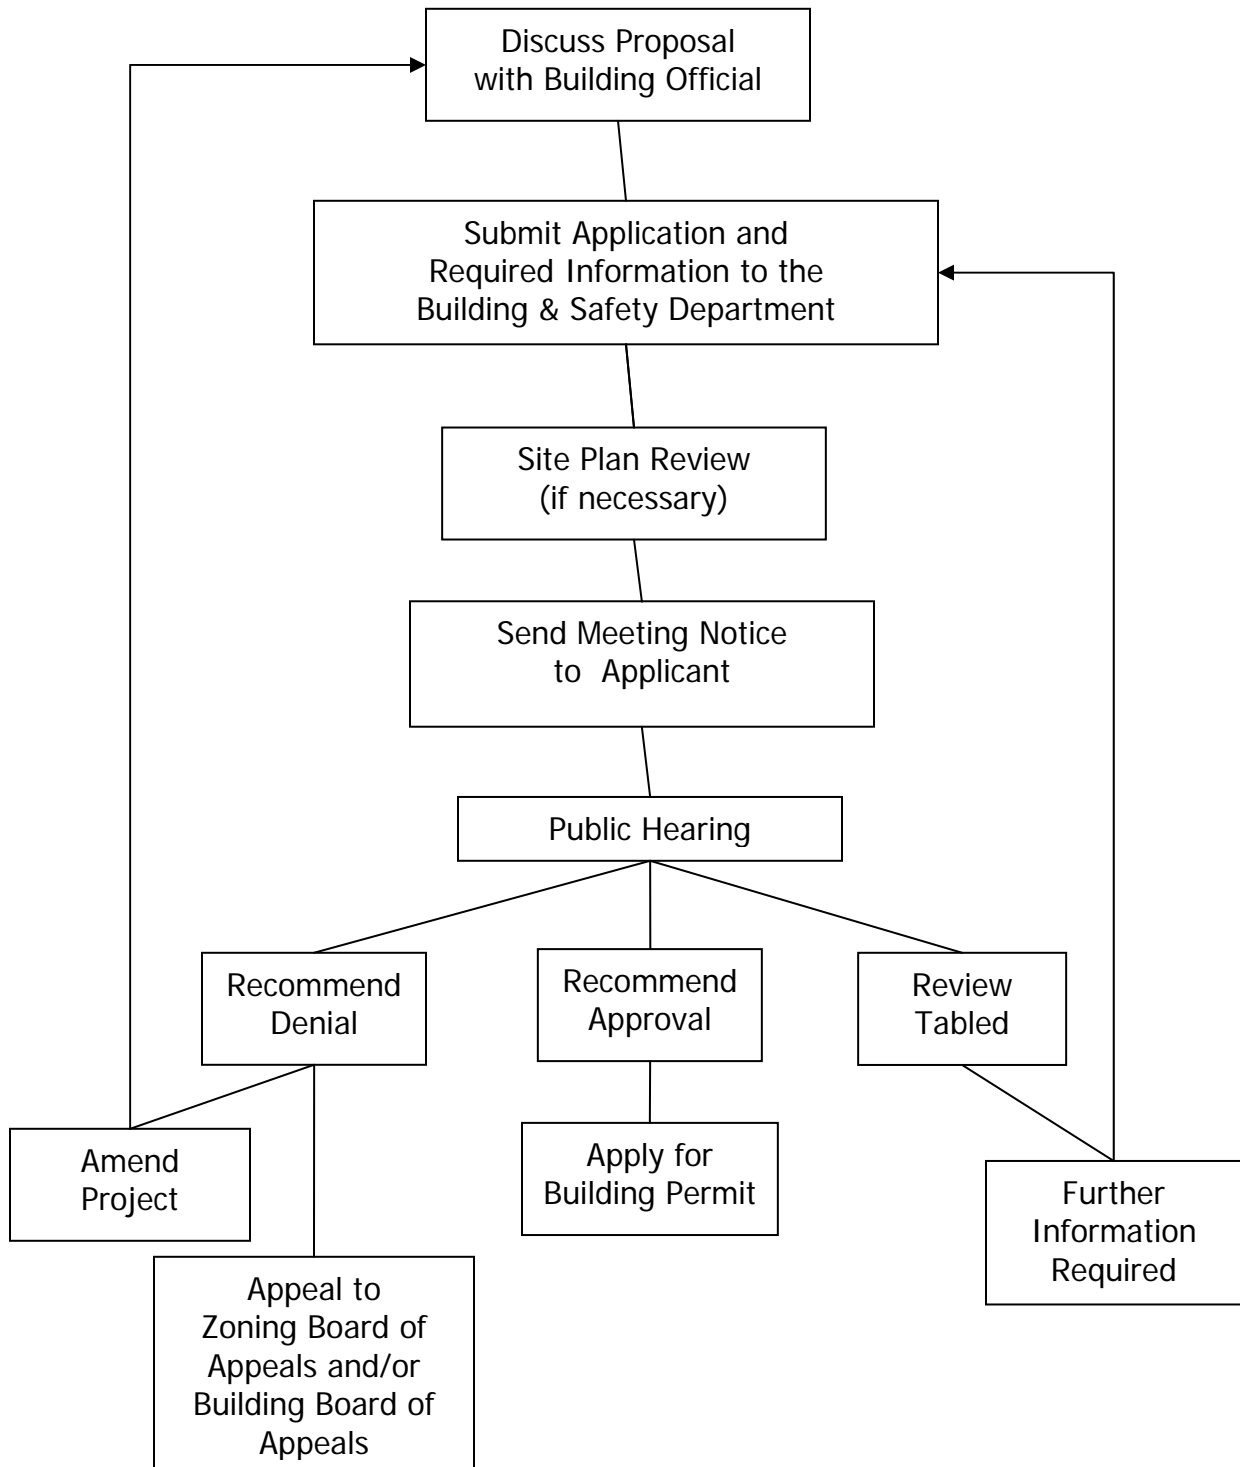 Discuss Proposal
with Building Official
Submit Application and
Required Information to the
Building & Safety Department
Site Plan Review
(if necessary)
Send Meeting Notice
to Applicant
Public Hearing
Recommend
Denial
Recommend
Approval
Review
Tabled
Amend
Project
Apply for
Building Permit
Further
Information
Required
Appeal to
Zoning Board of
Appeals and/or
Building Board of
Appeals